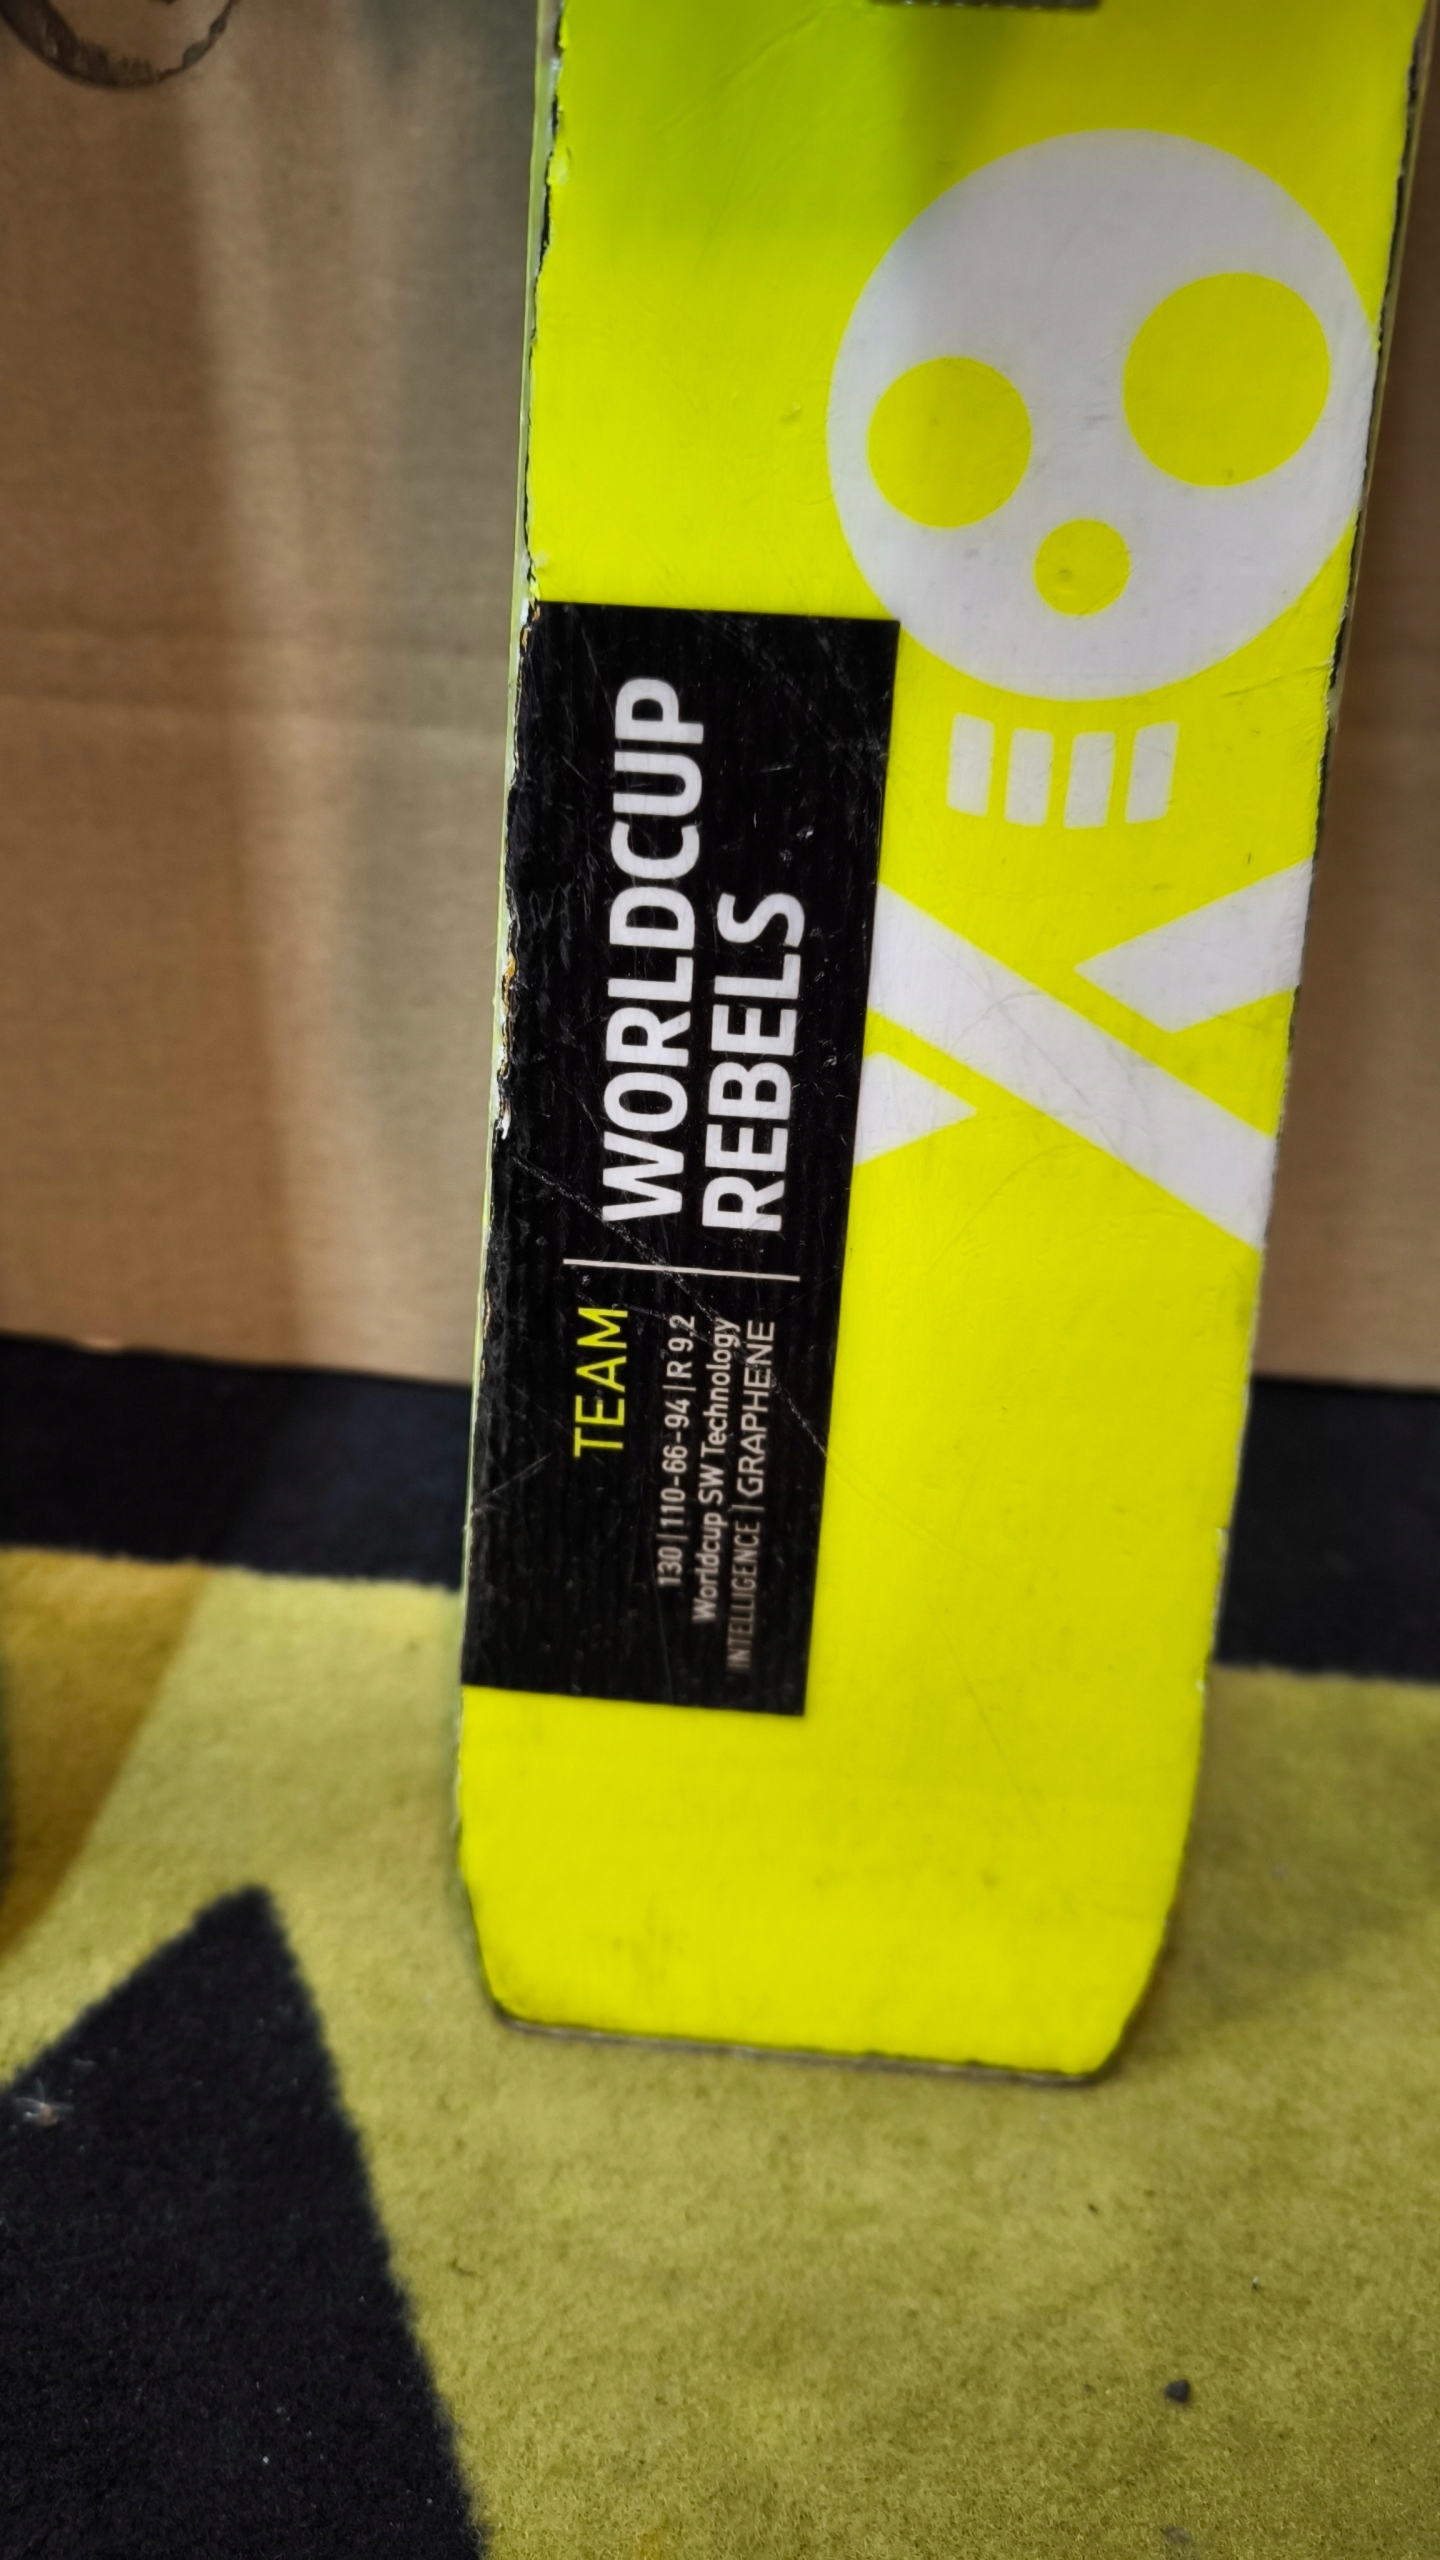 WORLDCUP
REBELS
TEAM
130 | 110-66-94 | R 9,2
Worldcup SW Technology
INTELLIGENCE | GRAPHENE